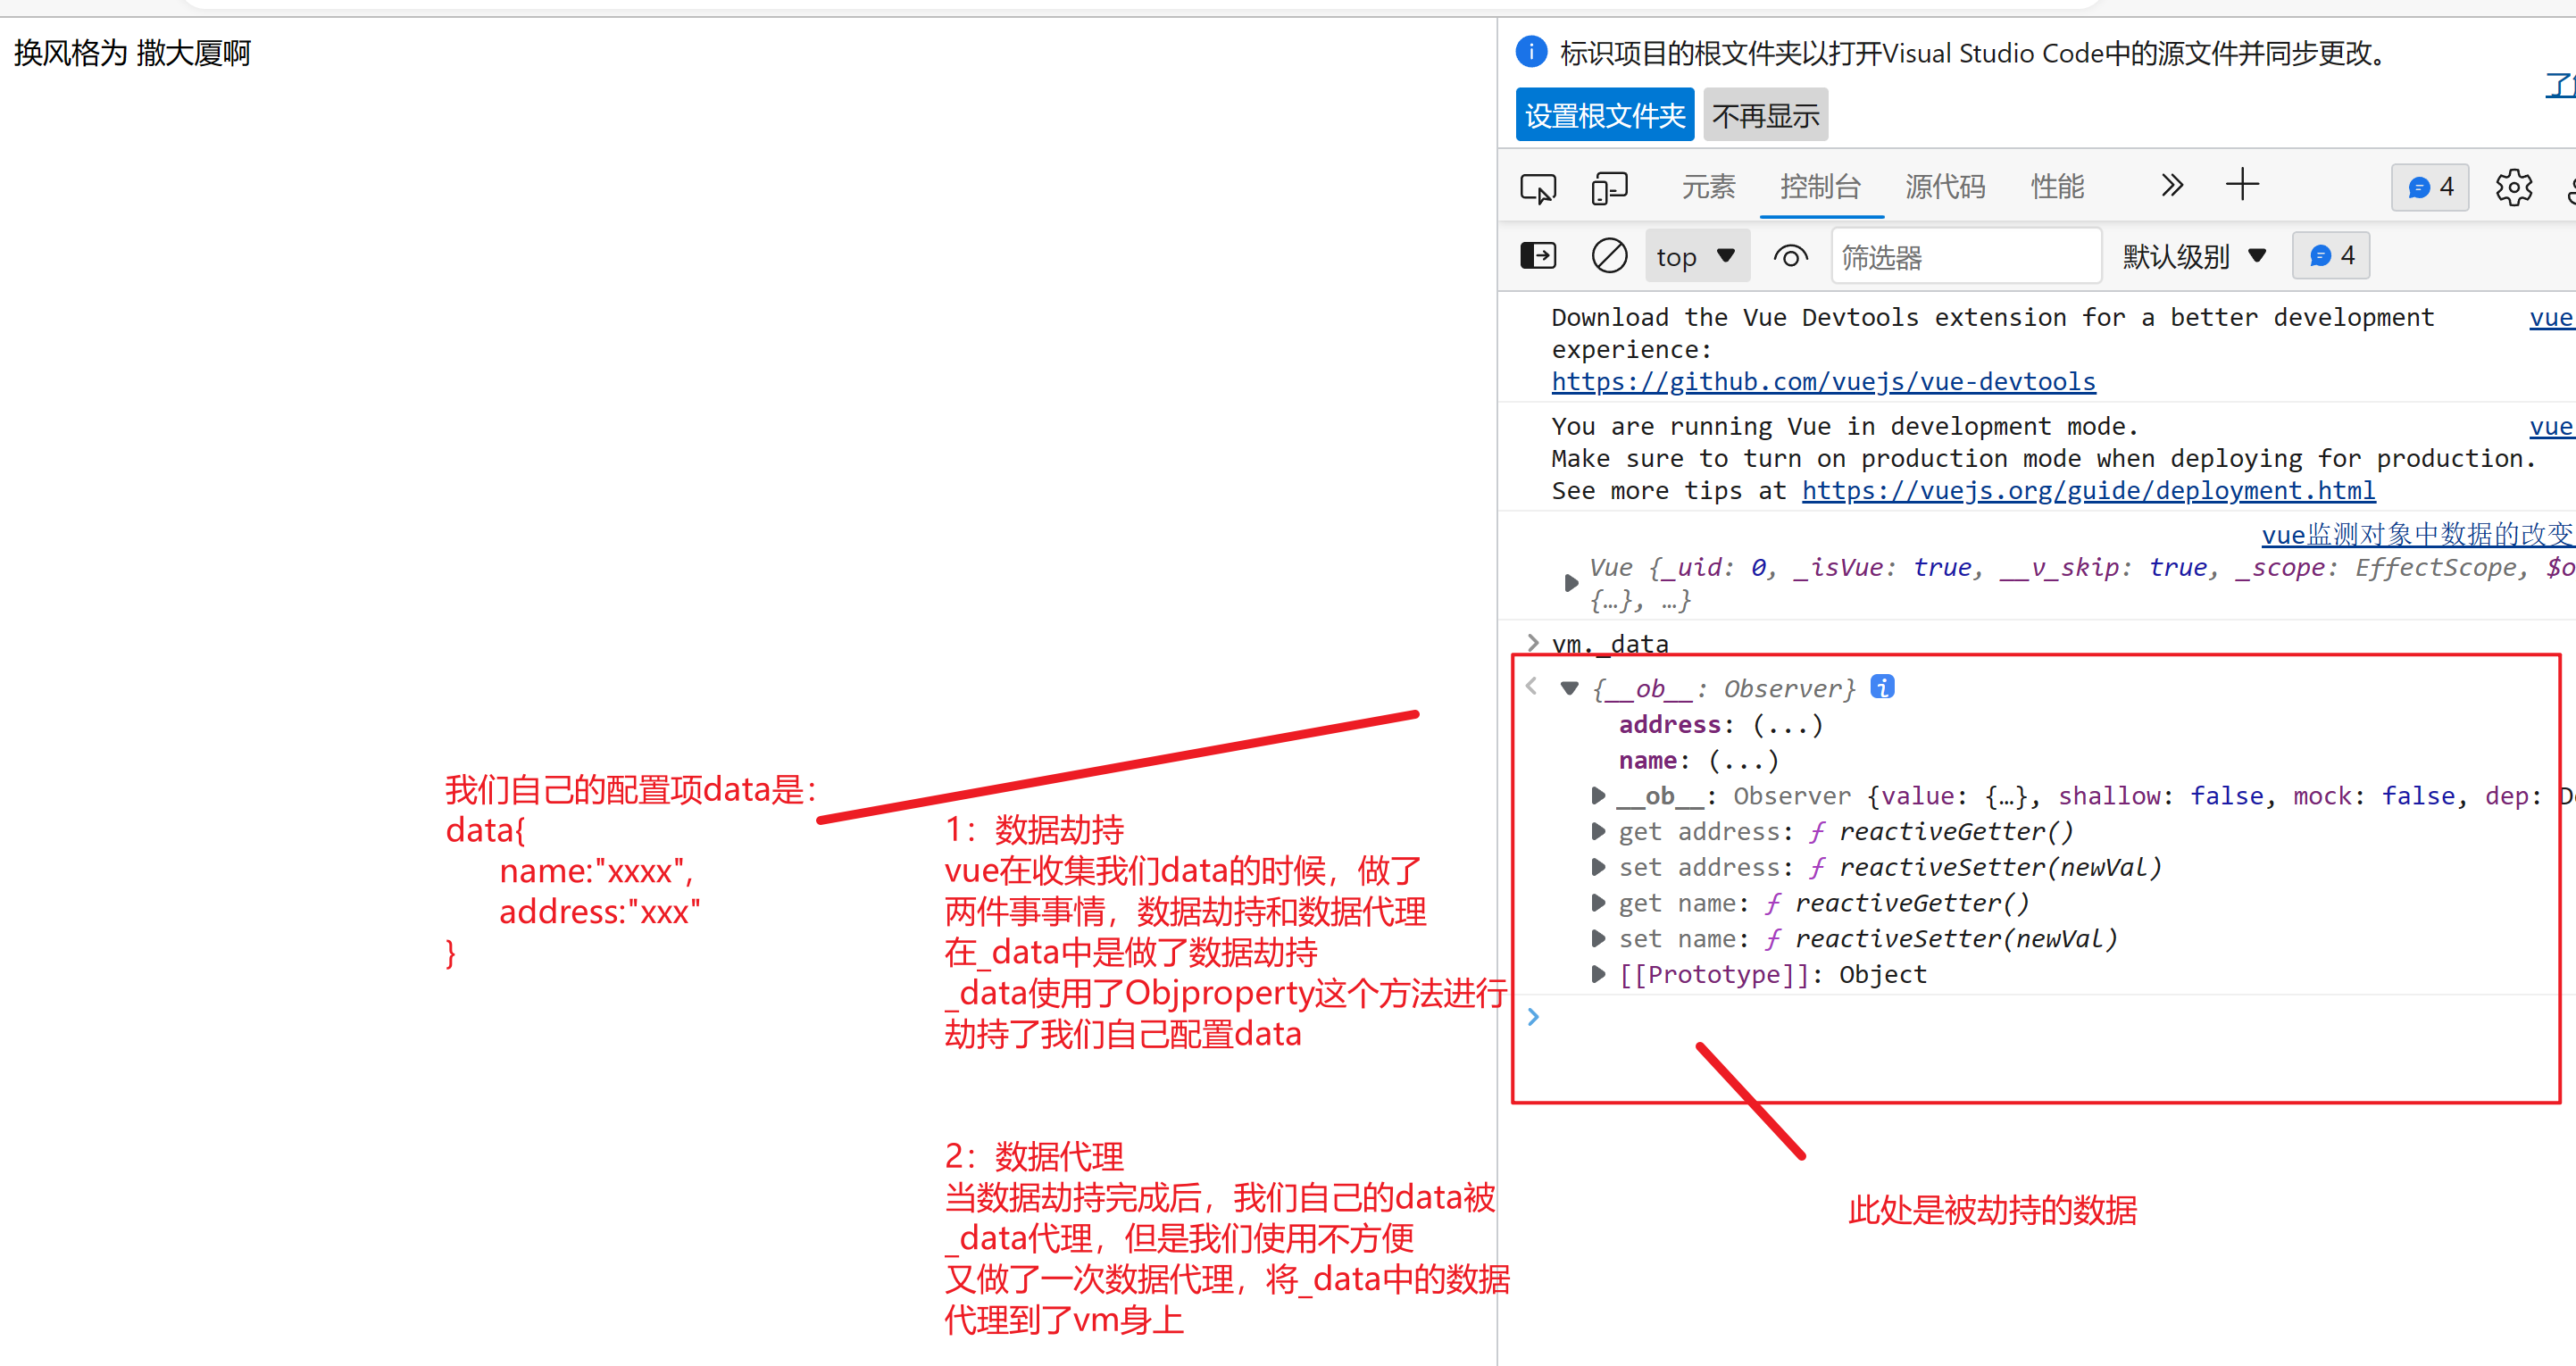 换风格为 撒大厦啊
标识项目的根文件夹以打开Visual Studio Code中的源文件并同步更改。
设置根文件夹 不再显示
元素 控制台 源代码 性能 4
top 筛选器 默认级别 4
Download the Vue Devtools extension for a better development vue
experience:
https://github.com/vuejs/vue-devtools
You are running Vue in development mode. vue
Make sure to turn on production mode when deploying for production.
See more tips at https://vuejs.org/guide/deployment.html
vue监测对象中数据的改变
Vue {_uid: 0, _isVue: true, __v_skip: true, _scope: EffectScope, $o
{…}, …}
vm._data
{__ob__: Observer}
address: (...)
name: (...)
__ob__: Observer {value: {…}, shallow: false, mock: false, dep: D
get address: ƒ reactiveGetter()
set address: ƒ reactiveSetter(newVal)
get name: ƒ reactiveGetter()
set name: ƒ reactiveSetter(newVal)
[[Prototype]]: Object
我们自己的配置项data是：
data{
name:"xxxx",
address:"xxx"
}
1：数据劫持
vue在收集我们data的时候，做了
两件事事情，数据劫持和数据代理
在_data中是做了数据劫持
_data使用了Objproperty这个方法进行
劫持了我们自己配置data
2：数据代理
当数据劫持完成后，我们自己的data被
_data代理，但是我们使用不方便
又做了一次数据代理，将_data中的数据
代理到了vm身上
此处是被劫持的数据